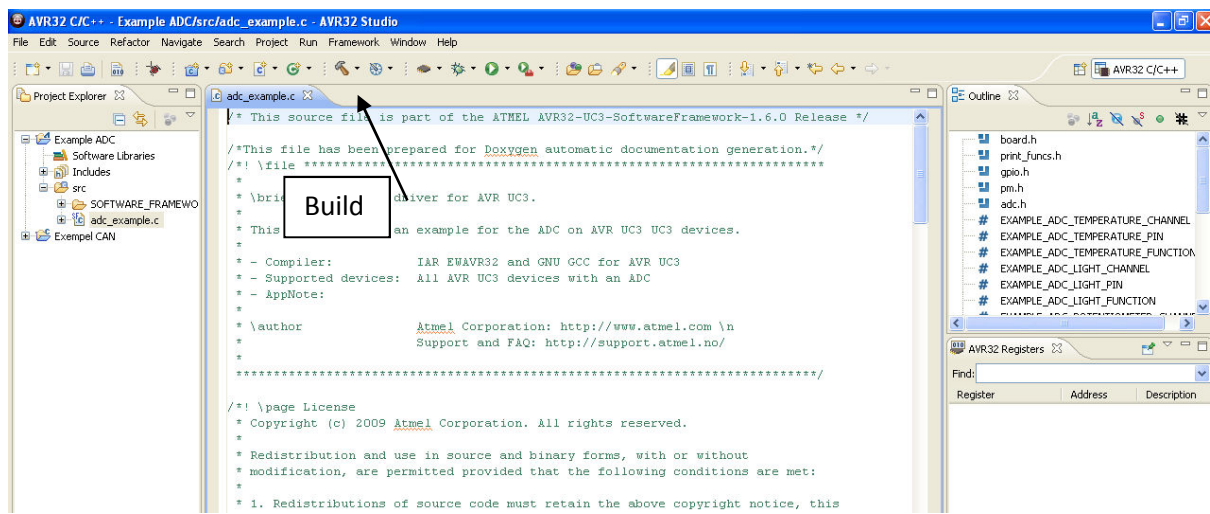 AVR32 C/C++ - Example ADC/src/adc_example.c - AVR32 Studio
File Edit Source Refactor Navigate Search Project Run Framework Window Help
AVR32 C/C++
Project Explorer
Example ADC
Software Libraries
Includes
src
SOFTWARE_FRAMEWO
adc_example.c
Exempel CAN
adc_example.c
/* This source file is part of the ATMEL AVR32-UC3-SoftwareFramework-1.6.0 Release */
/*This file has been prepared for Doxygen automatic documentation generation.*/
/*! \file *********************************************************************
*
* \brie driver for AVR UC3.
*
* This an example for the ADC on AVR UC3 UC3 devices.
*
* - Compiler: IAR EWAVR32 and GNU GCC for AVR UC3
* - Supported devices: All AVR UC3 devices with an ADC
* - AppNote:
*
* \author Atmel Corporation: http://www.atmel.com \n
* Support and FAQ: http://support.atmel.no/
*
*****************************************************************************/
/*! \page License
* Copyright (c) 2009 Atmel Corporation. All rights reserved.
*
* Redistribution and use in source and binary forms, with or without
* modification, are permitted provided that the following conditions are met:
*
* 1. Redistributions of source code must retain the above copyright notice, this
Build
Outline
board.h
print_funcs.h
gpio.h
pm.h
adc.h
# EXAMPLE_ADC_TEMPERATURE_CHANNEL
# EXAMPLE_ADC_TEMPERATURE_PIN
# EXAMPLE_ADC_TEMPERATURE_FUNCTION
# EXAMPLE_ADC_LIGHT_CHANNEL
# EXAMPLE_ADC_LIGHT_PIN
# EXAMPLE_ADC_LIGHT_FUNCTION
AVR32 Registers
Find:
Register Address Description